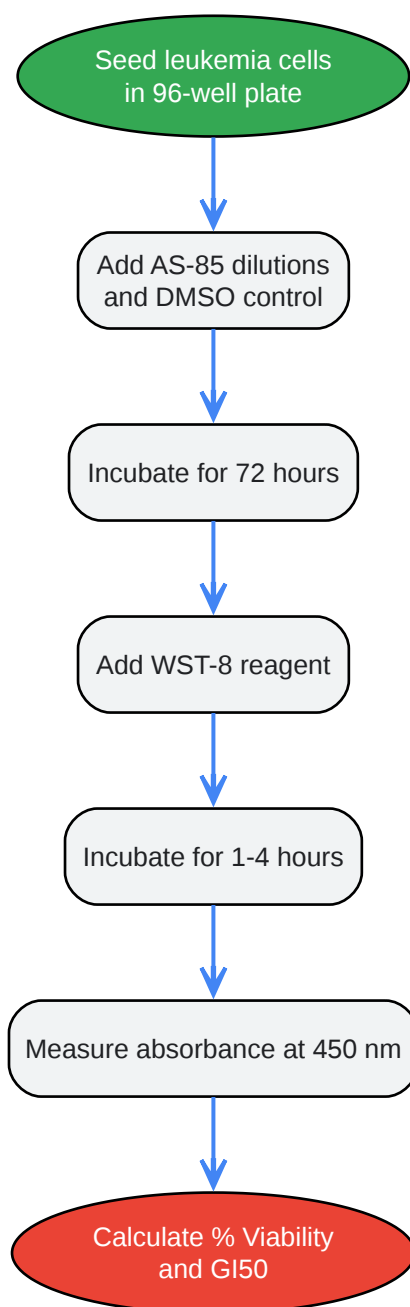 Seed leukemia cells
in 96-well plate
Add AS-85 dilutions
and DMSO control
Incubate for 72 hours
Add WST-8 reagent
Incubate for 1-4 hours
Measure absorbance at 450 nm
Calculate % Viability
and GI50